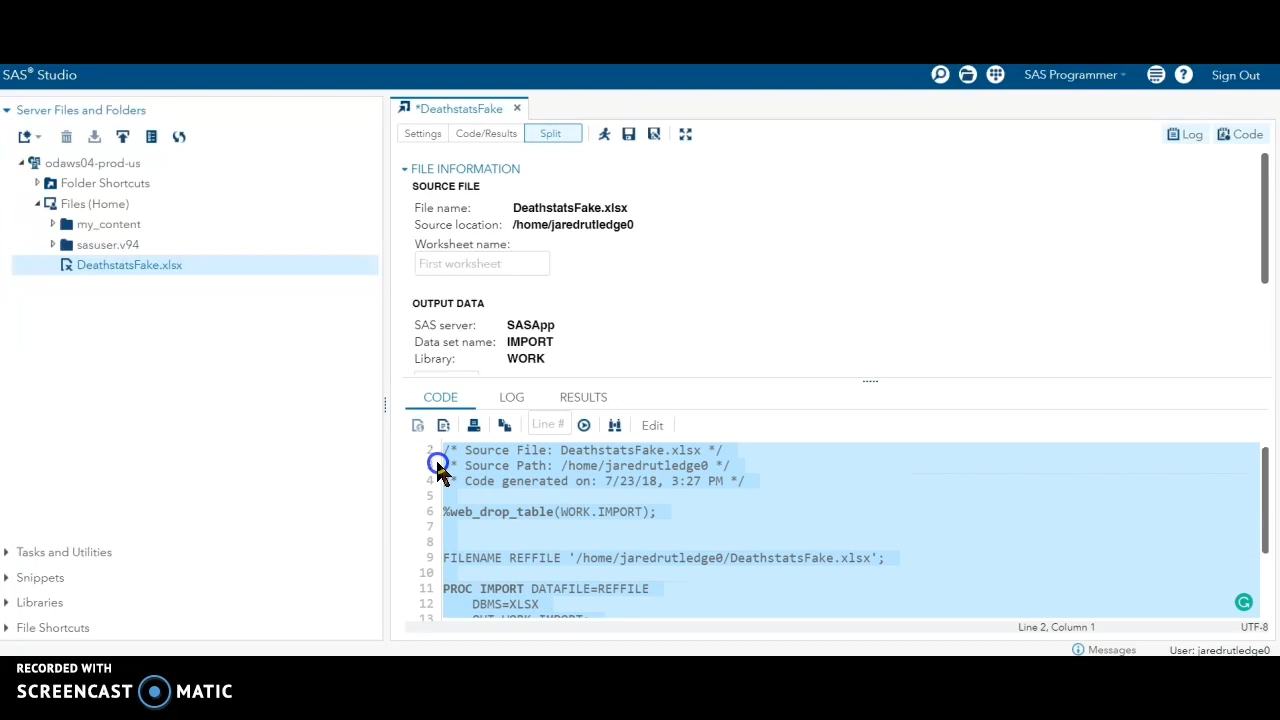 SAS® Studio
SAS Programmer
Sign Out
Server Files and Folders
odaws04-prod-us
Folder Shortcuts
Files (Home)
my_content
sasuser.v94
DeathstatsFake.xlsx
Tasks and Utilities
Snippets
Libraries
File Shortcuts
*DeathstatsFake ×
Settings Code/Results Split
Log Code
FILE INFORMATION
SOURCE FILE
File name: DeathstatsFake.xlsx
Source location: /home/jaredrutledge0
Worksheet name:
First worksheet
OUTPUT DATA
SAS server: SASApp
Data set name: IMPORT
Library: WORK
CODE LOG RESULTS
Line # Edit
2 /* Source File: DeathstatsFake.xlsx */
* Source Path: /home/jaredrutledge0 */
4 * Code generated on: 7/23/18, 3:27 PM */
5
6 %web_drop_table(WORK.IMPORT);
7
8
9 FILENAME REFFILE '/home/jaredrutledge0/DeathstatsFake.xlsx';
10
11 PROC IMPORT DATAFILE=REFFILE
12 DBMS=XLSX
13 OUT=WORK.IMPORT;
Line 2, Column 1 UTF-8
Messages User: jaredrutledge0
RECORDED WITH
SCREENCAST MATIC